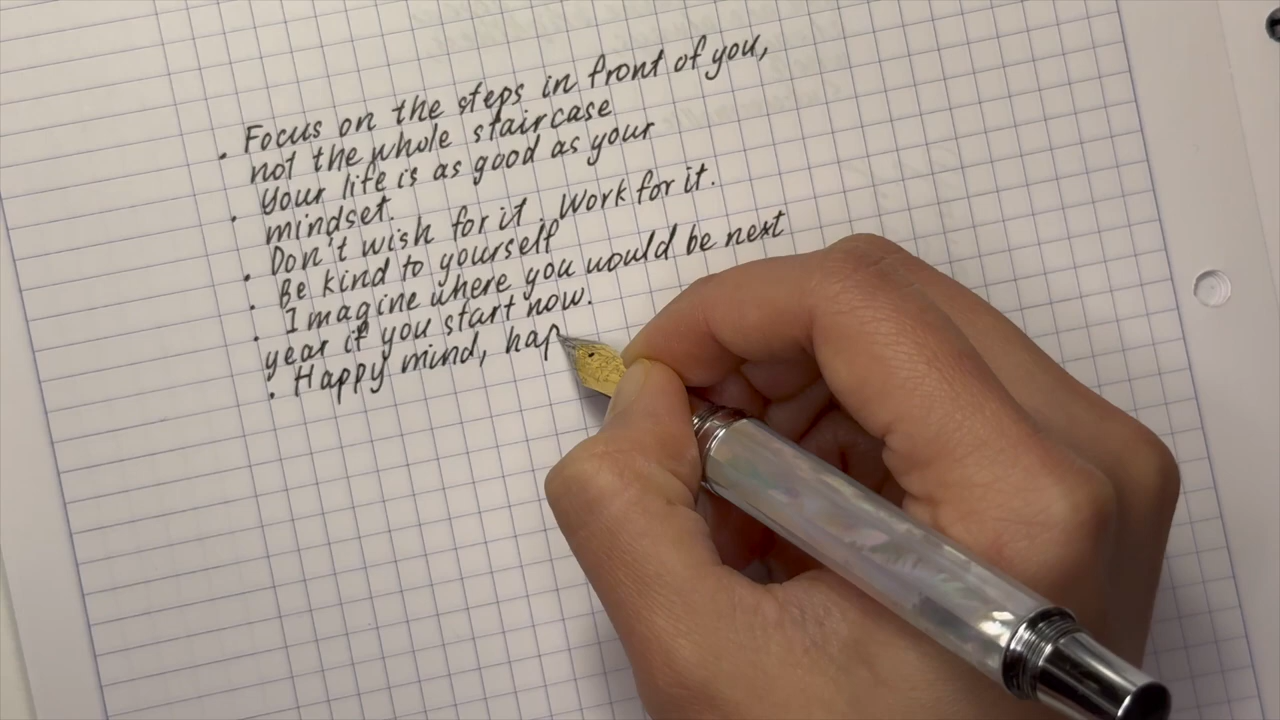 • Focus on the steps in front of you,
not the whole staircase
• Your life is as good as your
mindset.
• Don't wish for it. Work for it.
• Be kind to yourself
• Imagine where you would be next
year if you start now.
• Happy mind, hap